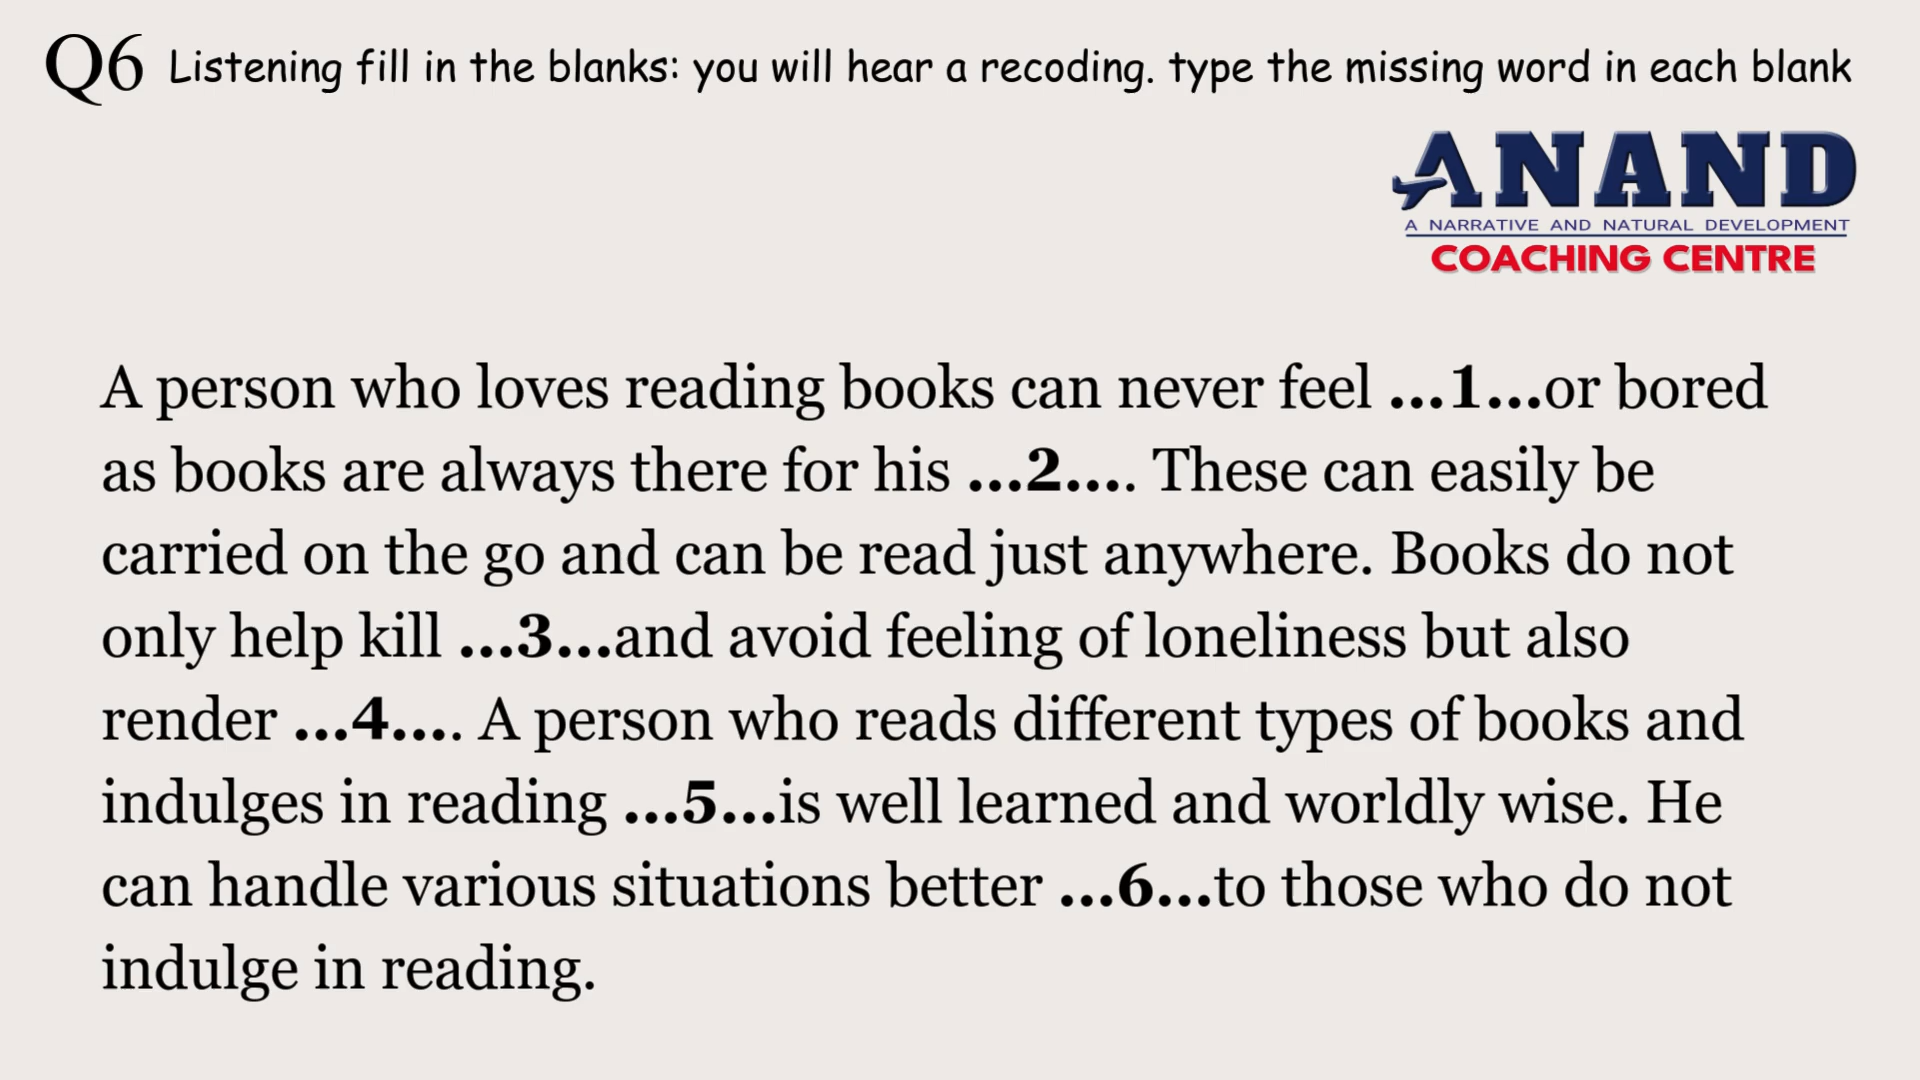 Q6 Listening fill in the blanks: you will hear a recoding. type the missing word in each blank
ANAND
A NARRATIVE AND NATURAL DEVELOPMENT
COACHING CENTRE
A person who loves reading books can never feel ...1...or bored
as books are always there for his ...2.... These can easily be
carried on the go and can be read just anywhere. Books do not
only help kill ...3...and avoid feeling of loneliness but also
render ...4.... A person who reads different types of books and
indulges in reading ...5...is well learned and worldly wise. He
can handle various situations better ...6...to those who do not
indulge in reading.